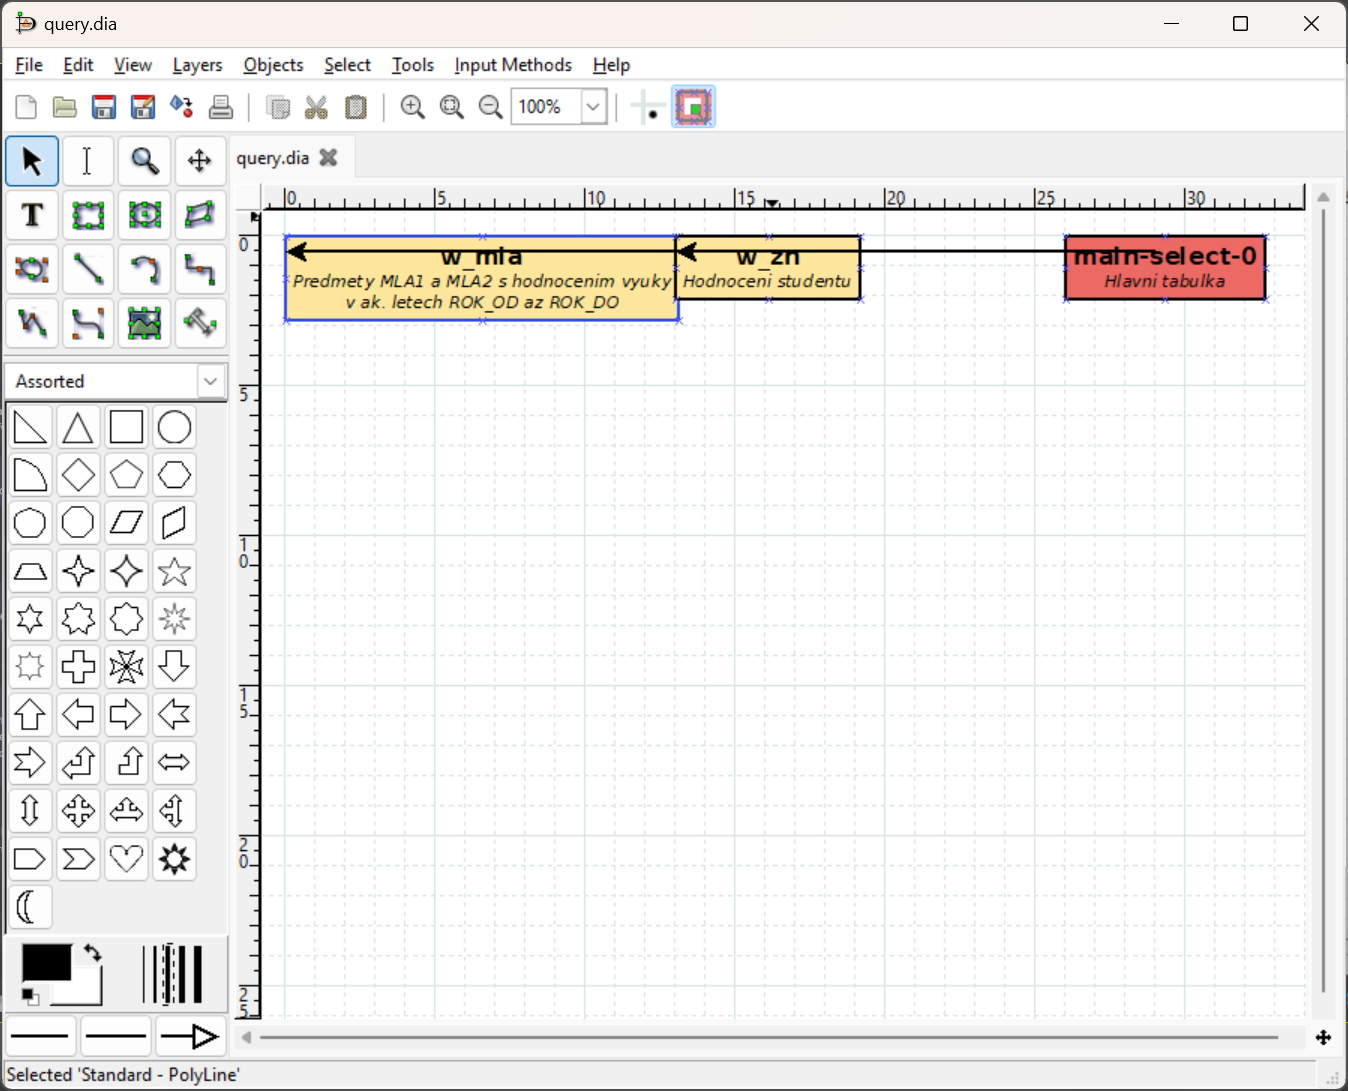 query.dia
File Edit View Layers Objects Select Tools Input Methods Help
100%
query.dia
0 5 10 15 20 25 30
0
w_mla w_zn main-select-0
Predmety MLA1 a MLA2 s hodnocenim vyuky Hodnoceni studentu Hlavni tabulka
v ak. letech ROK_OD az ROK_DO
T
Assorted
5
10
15
20
25
Selected 'Standard - PolyLine'